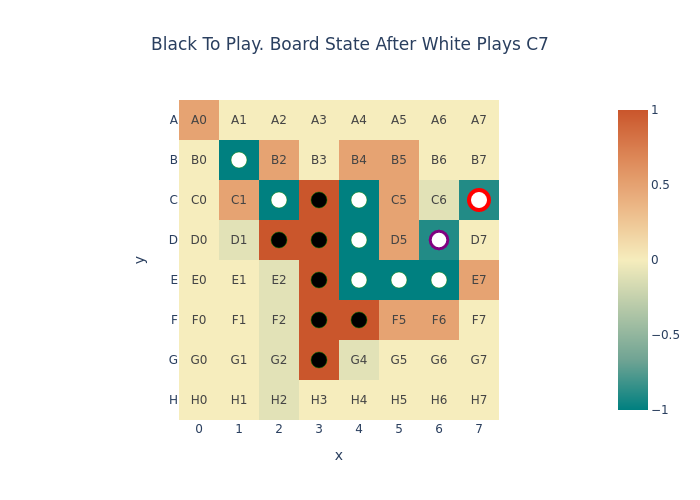 Black To Play. Board State After White Plays C7
A A0 A1 A2 A3 A4 A5 A6 A7
B B0 B2 B3 B4 B5 B6 B7
C C0 C1 C5 C6
D D0 D1 D5 D7
E E0 E1 E2 E7
F F0 F1 F2 F5 F6 F7
G G0 G1 G2 G4 G5 G6 G7
H H0 H1 H2 H3 H4 H5 H6 H7
0 1 2 3 4 5 6 7
x
y
1
0.5
0
−0.5
−1